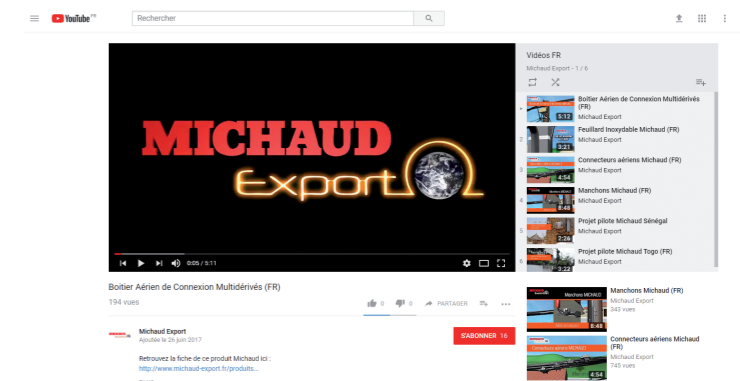 YouTube FR
Rechercher
MICHAUD
Export
0:05 / 5:11
Boitier Aérien de Connexion Multidérivés (FR)
194 vues
0
0
PARTAGER
Michaud Export
Ajoutée le 26 juin 2017
S'ABONNER 16
Retrouvez la fiche de ce produit Michaud ici :
http://www.michaud-export.fr/produits...
Vidéos FR
Michaud Export - 1 / 6
Boitier Aérien de Connexion Multidérivés
(FR)
Michaud Export
5:12
2
Feuillard Inoxydable Michaud (FR)
Michaud Export
3:21
3
Connecteurs aériens Michaud (FR)
Michaud Export
4:54
4
Manchons Michaud (FR)
Michaud Export
8:48
5
Projet pilote Michaud Sénégal
Michaud Export
2:26
6
Projet pilote Michaud Togo (FR)
Michaud Export
3:22
Manchons MICHAUD
8:48
Manchons Michaud (FR)
Michaud Export
343 vues
Connecteurs aériens MICHAUD
4:54
Connecteurs aériens Michaud
(FR)
Michaud Export
745 vues